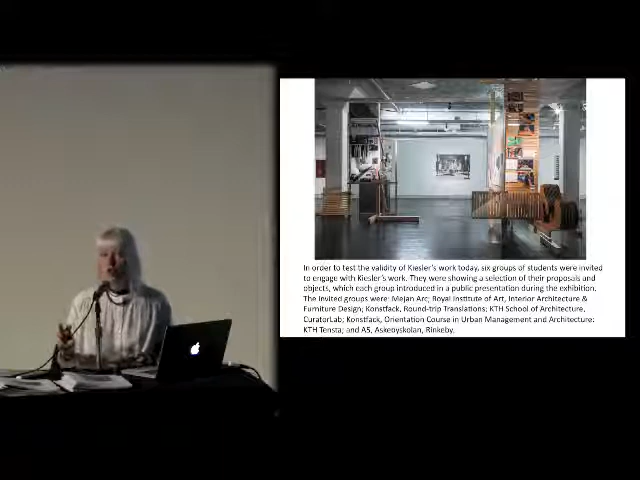 In order to test the validity of Kiesler's work today, six groups of students were invited
to engage with Kiesler's work. They were showing a selection of their proposals and
objects, which each group introduced in a public presentation during the exhibition.
The invited groups were: Mejan Arc; Royal Institute of Art, Interior Architecture &
Furniture Design; Konstfack, Round-trip Translations; KTH School of Architecture,
CuratorLab; Konstfack, Orientation Course in Urban Management and Architecture:
KTH Tensta; and A5, Askebyskolan, Rinkeby.